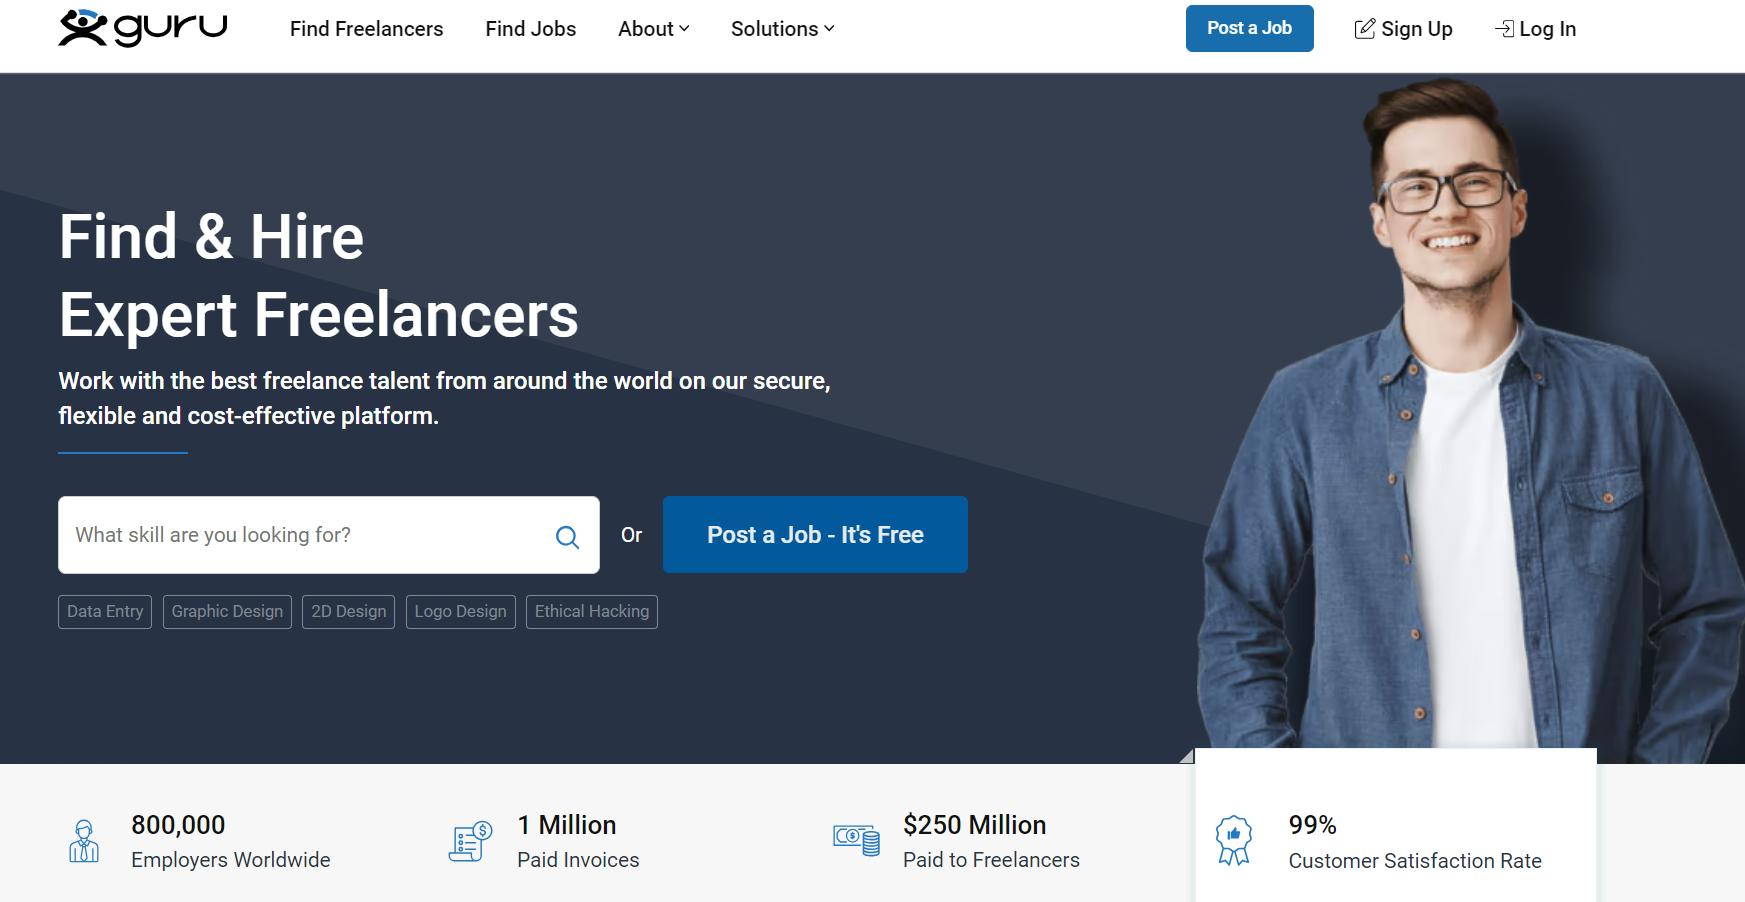 guru
Find Freelancers
Find Jobs
About
Solutions
Post a Job
Sign Up
Log In
Find & Hire
Expert Freelancers
Work with the best freelance talent from around the world on our secure,
flexible and cost-effective platform.
What skill are you looking for?
Or
Post a Job - It's Free
Data Entry
Graphic Design
2D Design
Logo Design
Ethical Hacking
800,000
Employers Worldwide
1 Million
Paid Invoices
$250 Million
Paid to Freelancers
99%
Customer Satisfaction Rate